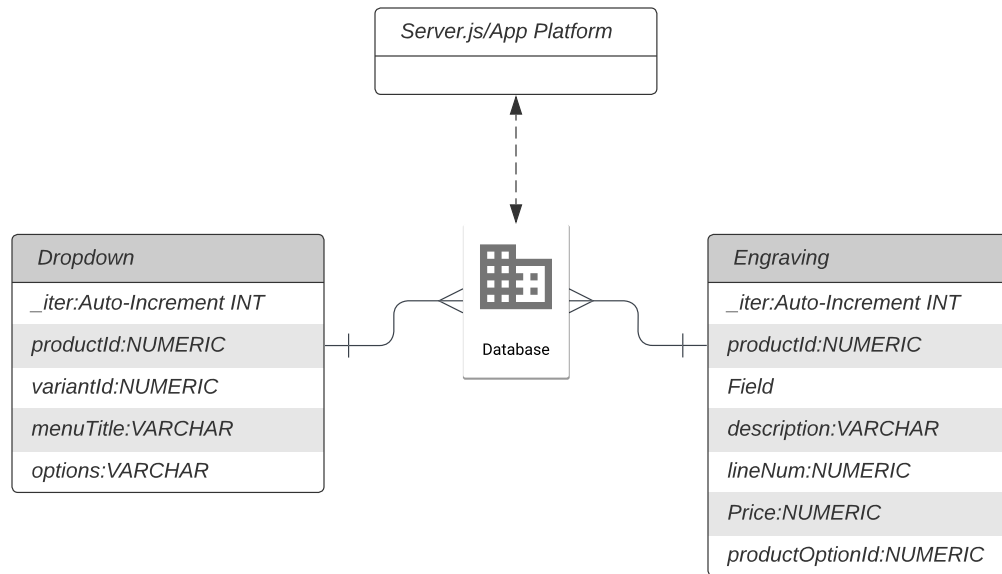 Server.js/App Platform
Dropdown
_iter:Auto-Increment INT
productId:NUMERIC
variantId:NUMERIC
menuTitle:VARCHAR
options:VARCHAR
Database
Engraving
_iter:Auto-Increment INT
productId:NUMERIC
Field
description:VARCHAR
lineNum:NUMERIC
Price:NUMERIC
productOptionId:NUMERIC